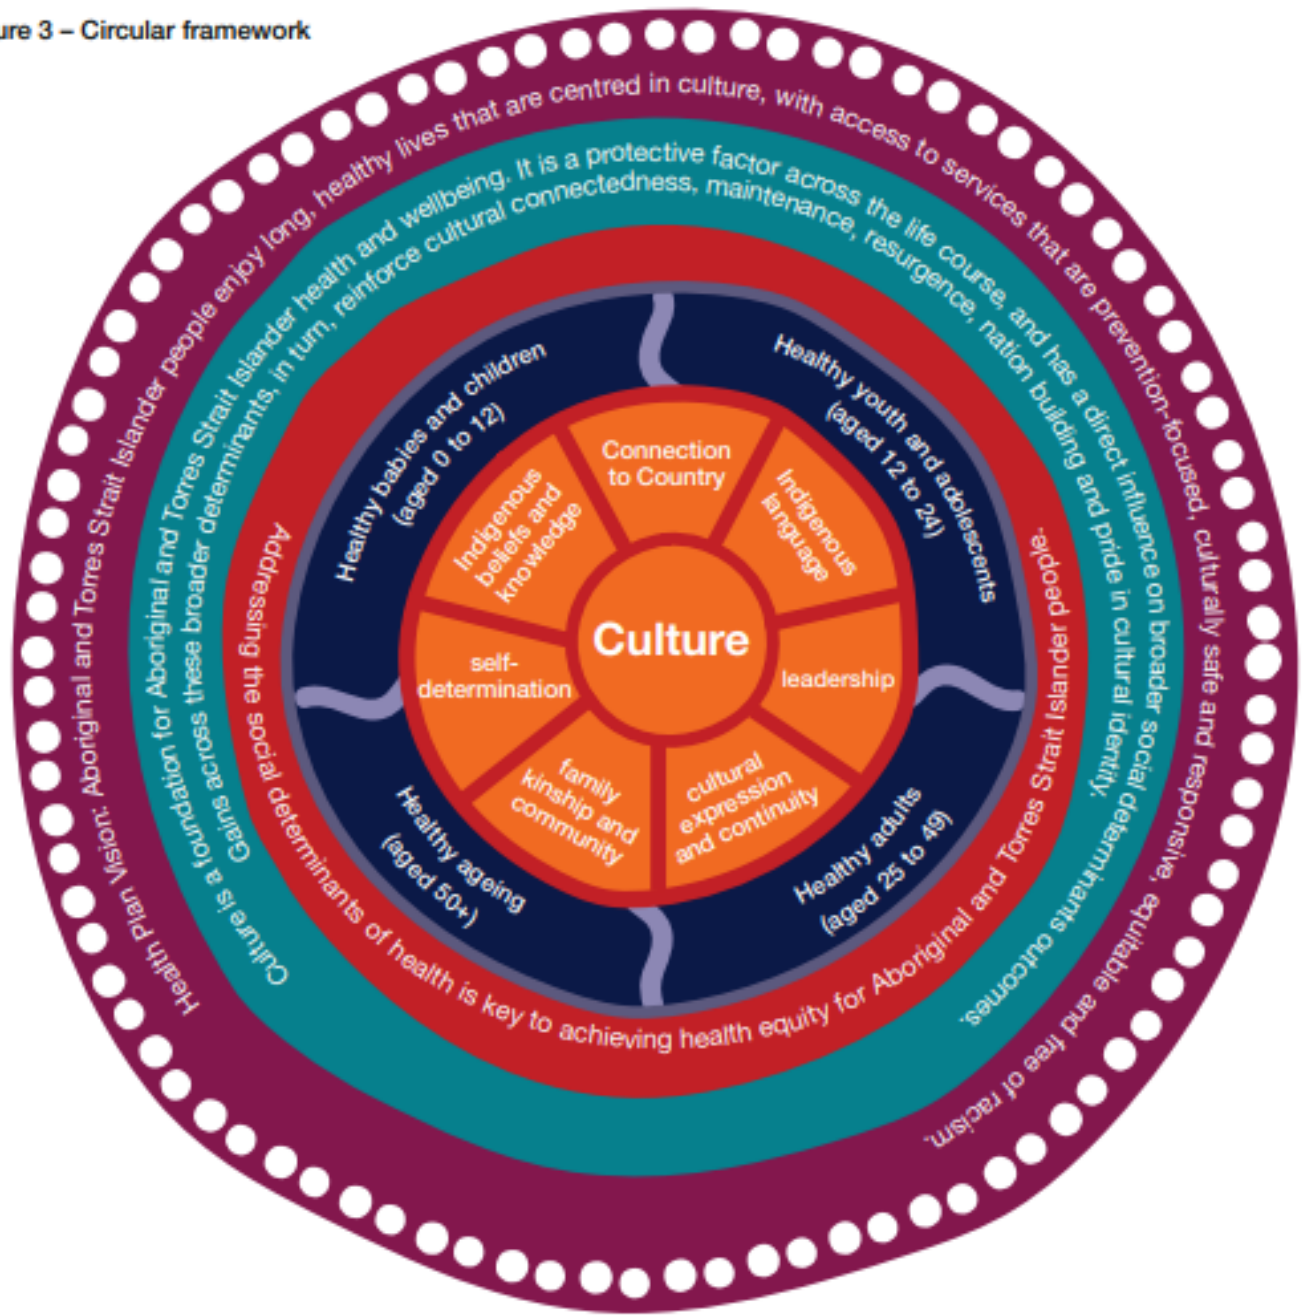 ure 3 – Circular framework
Health Plan Vision: Aboriginal and Torres Strait Islander people enjoy long, healthy lives that are centred in culture, with access to services that are prevention-focused, culturally safe and responsive, equitable and free of racism.
Culture is a foundation for Aboriginal and Torres Strait Islander health and wellbeing. It is a protective factor across the life course, and has a direct influence on broader social determinants outcomes.
Gains across these broader determinants, in turn, reinforce cultural connectedness, maintenance, resurgence, nation building and pride in cultural identity.
Addressing the social determinants of health is key to achieving health equity for Aboriginal and Torres Strait Islander people.
Healthy babies and children
(aged 0 to 12)
Healthy youth and adolescents
(aged 12 to 24)
Healthy adults
(aged 25 to 49)
Healthy ageing
(aged 50+)
Connection
to Country
Indigenous
language
leadership
cultural
expression
and continuity
family
kinship and
community
self-
determination
Indigenous
beliefs and
knowledge
Culture